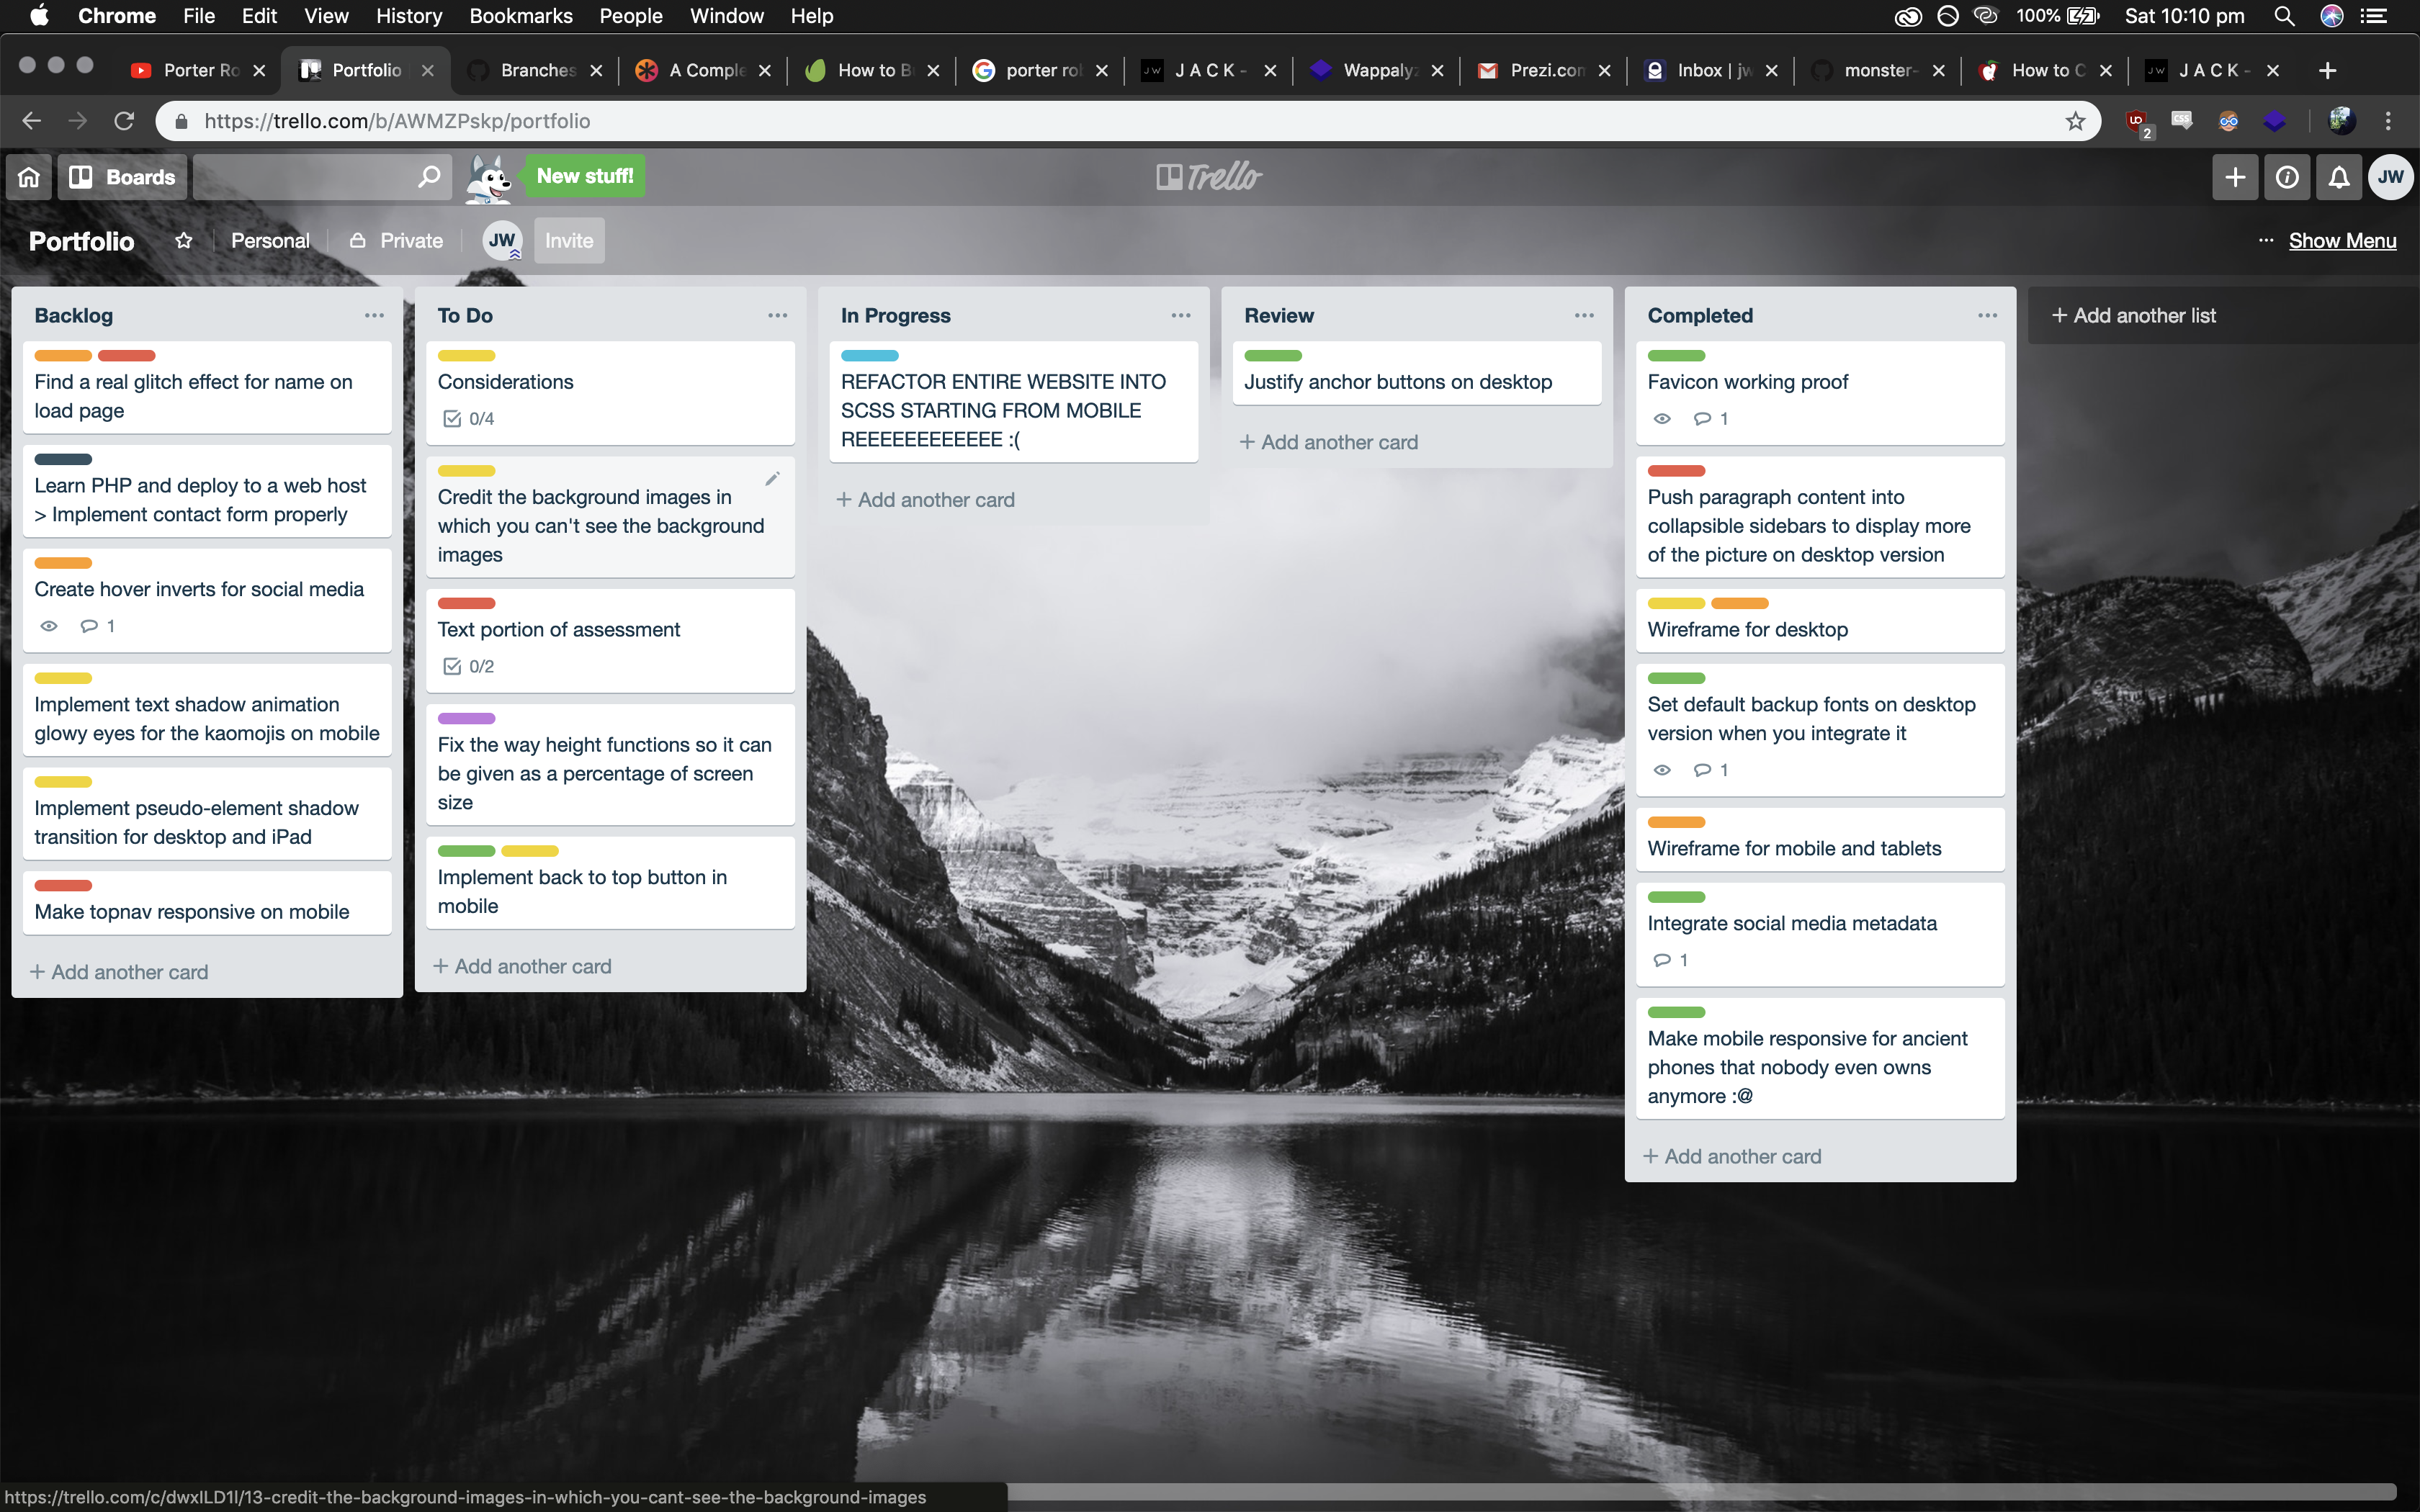 Chrome File Edit View History Bookmarks People Window Help 100% Sat 10:10 pm
Porter Ro Portfolio Branches A Comple How to B porter rol J A C K - Wappalyz Prezi.com Inbox | jw monster- How to C J A C K -
https://trello.com/b/AWMZPskp/portfolio
UD 2 CSS
Boards New stuff! Trello JW
Portfolio Personal Private JW Invite ... Show Menu
Backlog
Find a real glitch effect for name on
load page
Learn PHP and deploy to a web host
> Implement contact form properly
Create hover inverts for social media
1
Implement text shadow animation
glowy eyes for the kaomojis on mobile
Implement pseudo-element shadow
transition for desktop and iPad
Make topnav responsive on mobile
+ Add another card
To Do
Considerations
0/4
Credit the background images in
which you can't see the background
images
Text portion of assessment
0/2
Fix the way height functions so it can
be given as a percentage of screen
size
Implement back to top button in
mobile
+ Add another card
In Progress
REFACTOR ENTIRE WEBSITE INTO
SCSS STARTING FROM MOBILE
REEEEEEEEEEEE :(
+ Add another card
Review
Justify anchor buttons on desktop
+ Add another card
Completed
Favicon working proof
1
Push paragraph content into
collapsible sidebars to display more
of the picture on desktop version
Wireframe for desktop
Set default backup fonts on desktop
version when you integrate it
1
Wireframe for mobile and tablets
Integrate social media metadata
1
Make mobile responsive for ancient
phones that nobody even owns
anymore :@
+ Add another card
+ Add another list
https://trello.com/c/dwxlLD1l/13-credit-the-background-images-in-which-you-cant-see-the-background-images